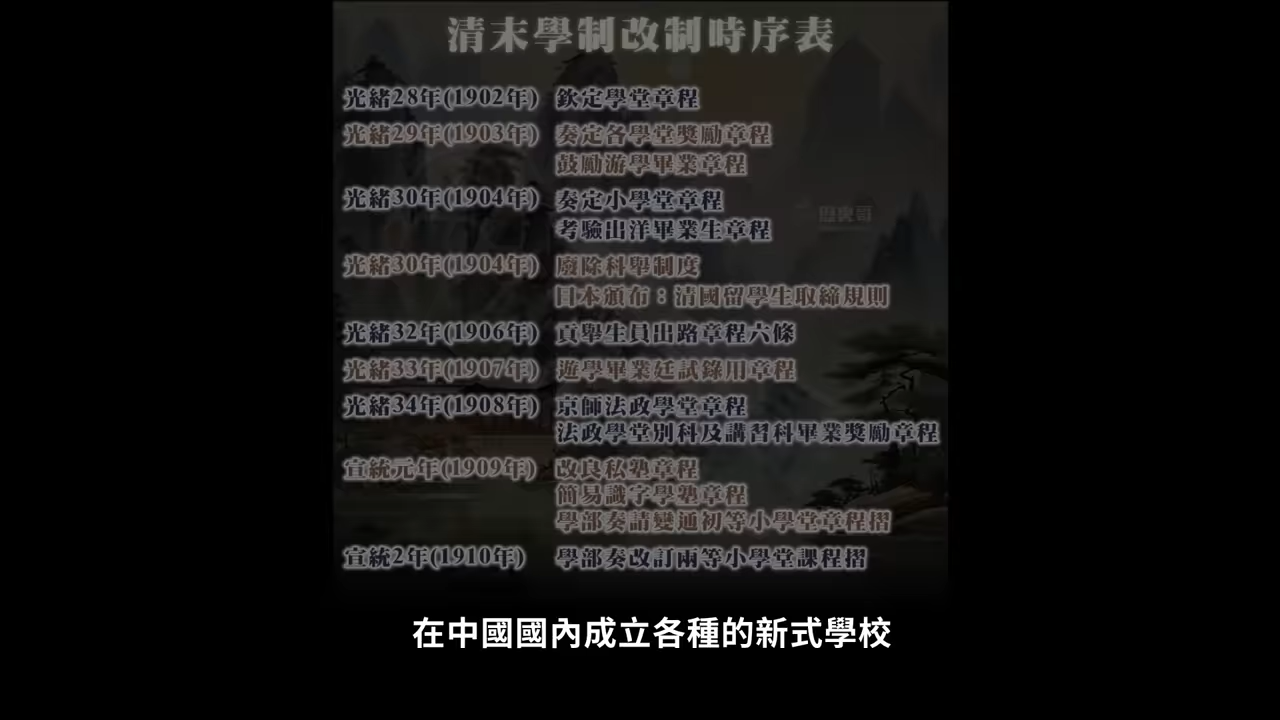 清末學制改制時序表
光緒28年(1902年) 欽定學堂章程
光緒29年(1903年) 奏定各學堂獎勵章程
鼓勵游學畢業章程
光緒30年(1904年) 奏定小學堂章程
考驗出洋畢業生章程
光緒30年(1904年) 廢除科舉制度
日本頒布：清國留學生取締規則
光緒32年(1906年) 貢舉生員出路章程六條
光緒33年(1907年) 遊學畢業廷試錄用章程
光緒34年(1908年) 京師法政學堂章程
法政學堂別科及講習科畢業獎勵章程
宣統元年(1909年) 改良私塾章程
簡易識字學塾章程
學部奏請變通初等小學堂章程摺
宣統2年(1910年) 學部奏改訂兩等小學堂課程摺
歷史哥
在中國國內成立各種的新式學校